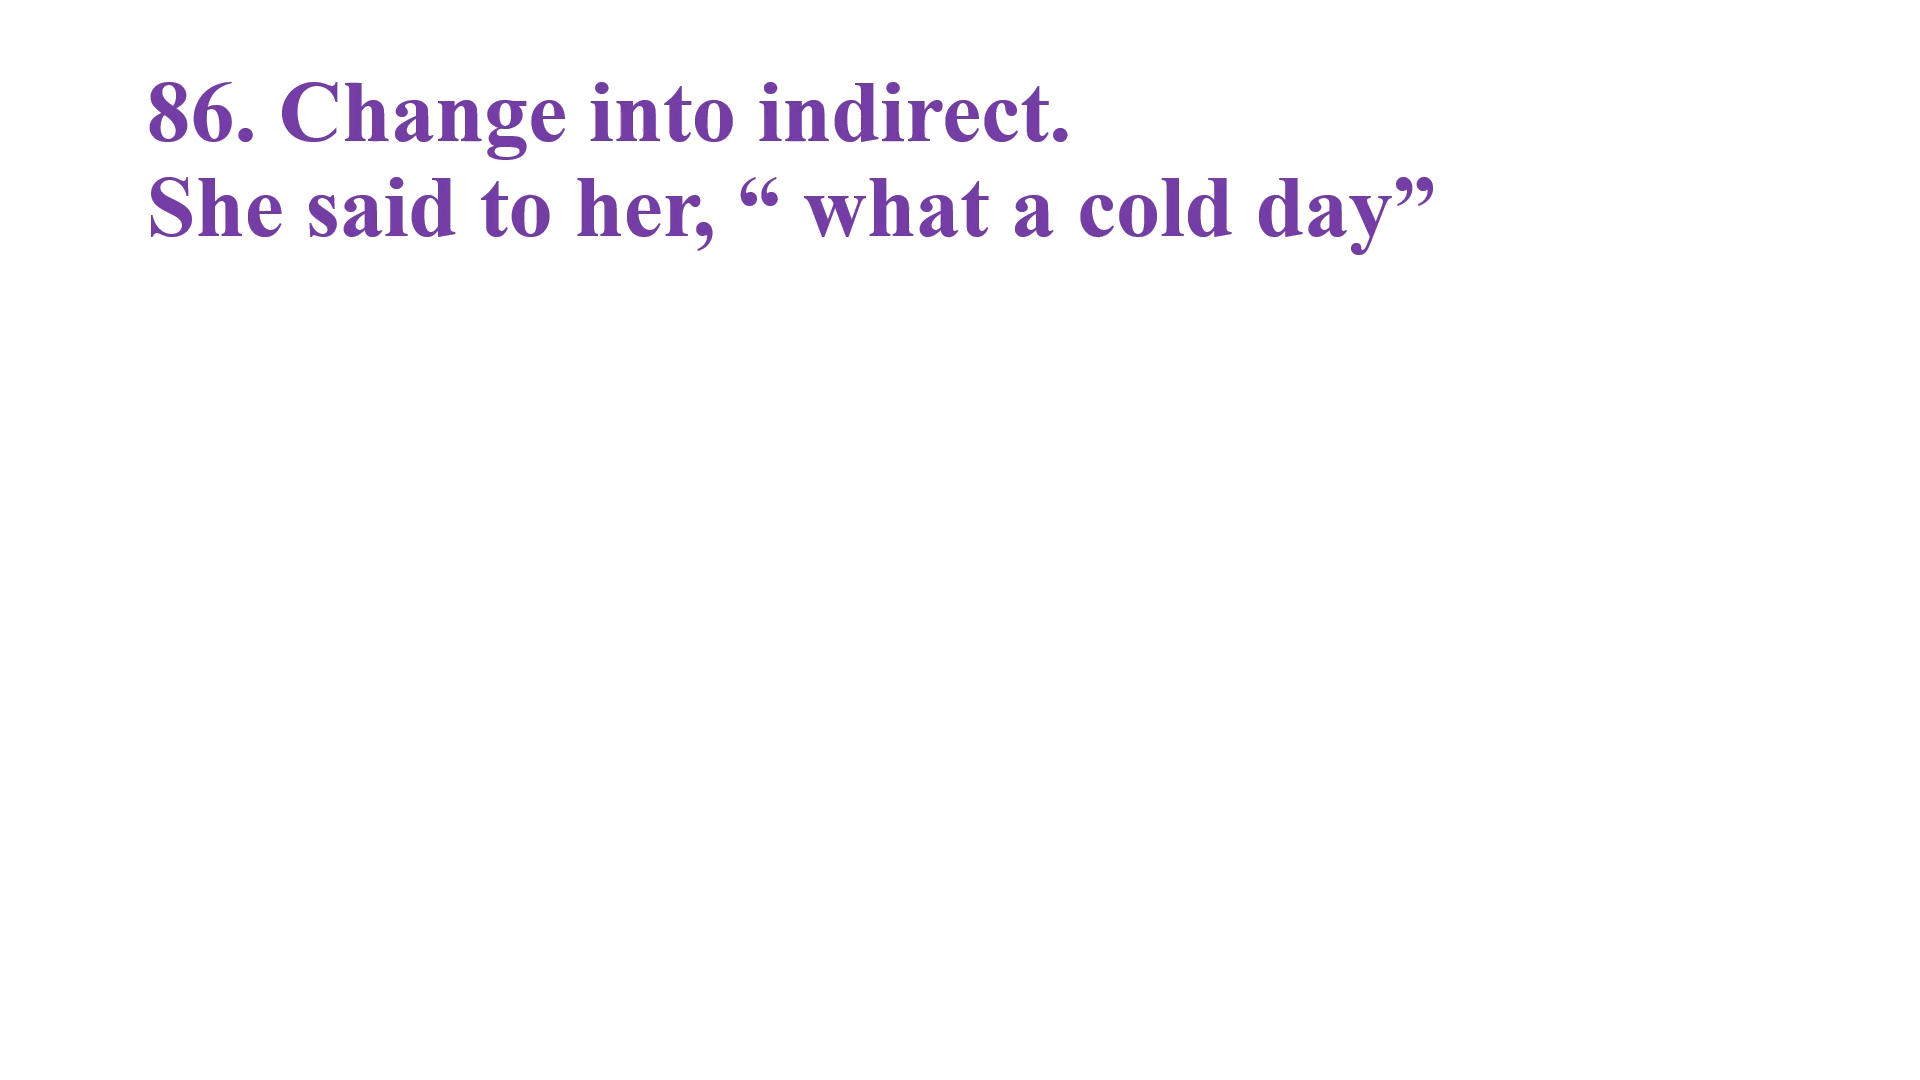 86. Change into indirect.
She said to her, “ what a cold day”